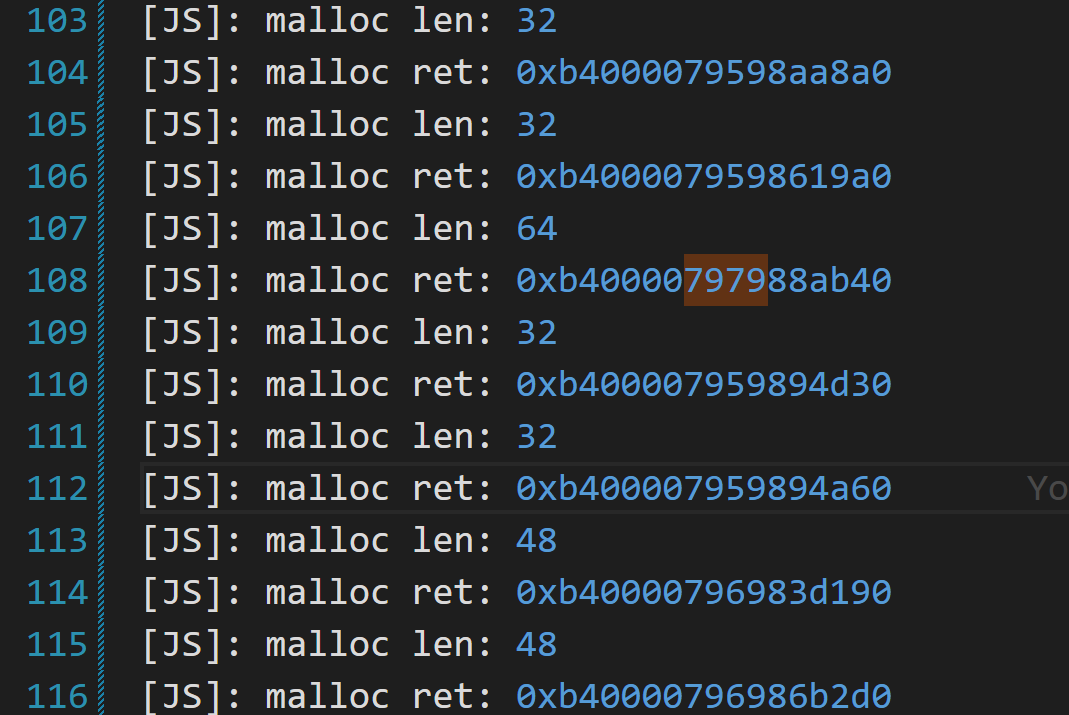 103 [JS]: malloc len: 32
104 [JS]: malloc ret: 0xb4000079598aa8a0
105 [JS]: malloc len: 32
106 [JS]: malloc ret: 0xb4000079598619a0
107 [JS]: malloc len: 64
108 [JS]: malloc ret: 0xb40000797988ab40
109 [JS]: malloc len: 32
110 [JS]: malloc ret: 0xb400007959894d30
111 [JS]: malloc len: 32
112 [JS]: malloc ret: 0xb400007959894a60 Yo
113 [JS]: malloc len: 48
114 [JS]: malloc ret: 0xb40000796983d190
115 [JS]: malloc len: 48
116 [JS]: malloc ret: 0xb40000796986b2d0